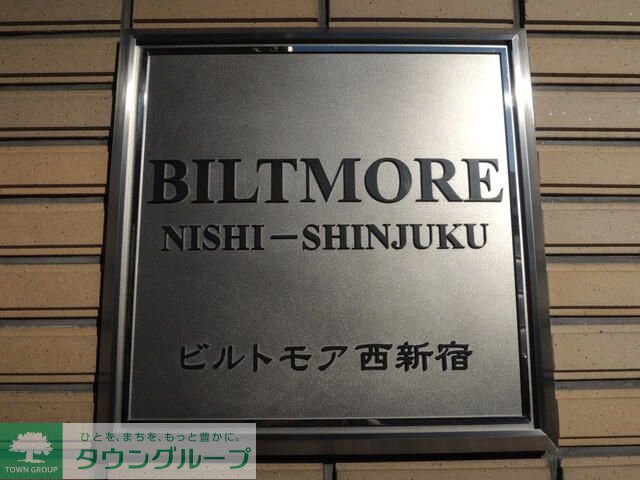 BILTMORE
NISHI－SHINJUKU
ビルトモア西新宿
TOWN GROUP
ひとを、まちを、もっと豊かに。
タウングループ